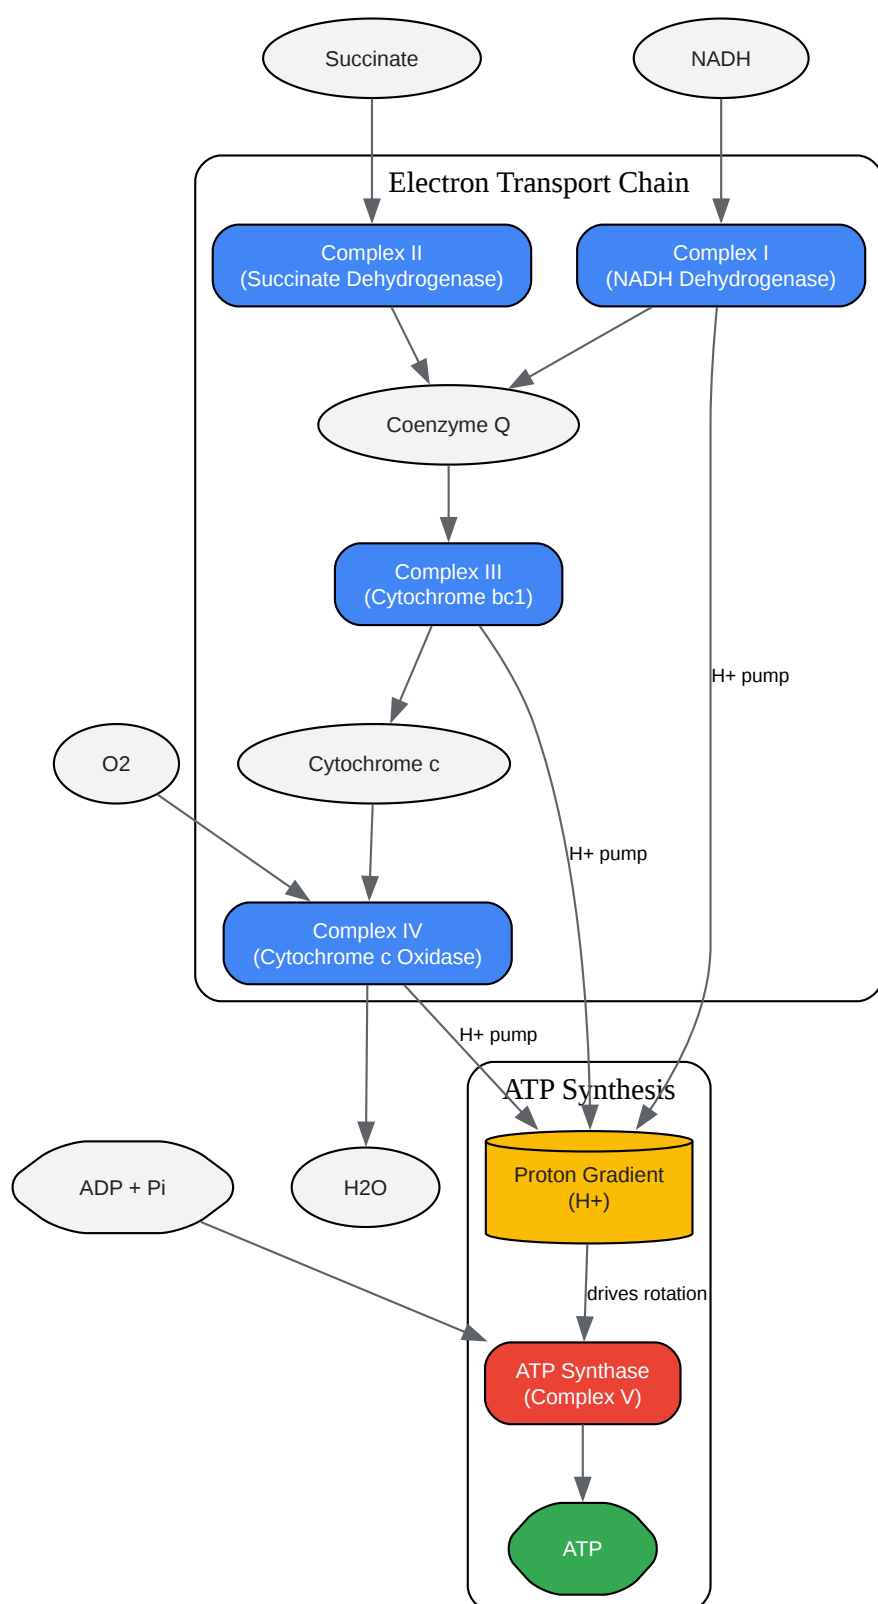 Succinate
NADH
Electron Transport Chain
Complex II
(Succinate Dehydrogenase)
Complex I
(NADH Dehydrogenase)
Coenzyme Q
Complex III
(Cytochrome bc1)
H+ pump
O2
Cytochrome c
H+ pump
Complex IV
(Cytochrome c Oxidase)
H+ pump
ATP Synthesis
ADP + Pi
H2O
Proton Gradient
(H+)
drives rotation
ATP Synthase
(Complex V)
ATP